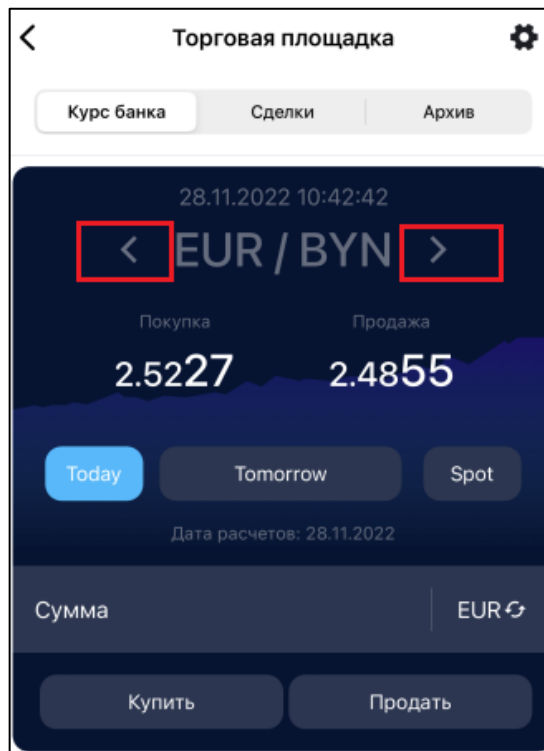 Торговая площадка
Курс банка Сделки Архив
28.11.2022 10:42:42
EUR / BYN
Покупка Продажа
2.5227 2.4855
Today Tomorrow Spot
Дата расчетов: 28.11.2022
Сумма EUR
Купить Продать